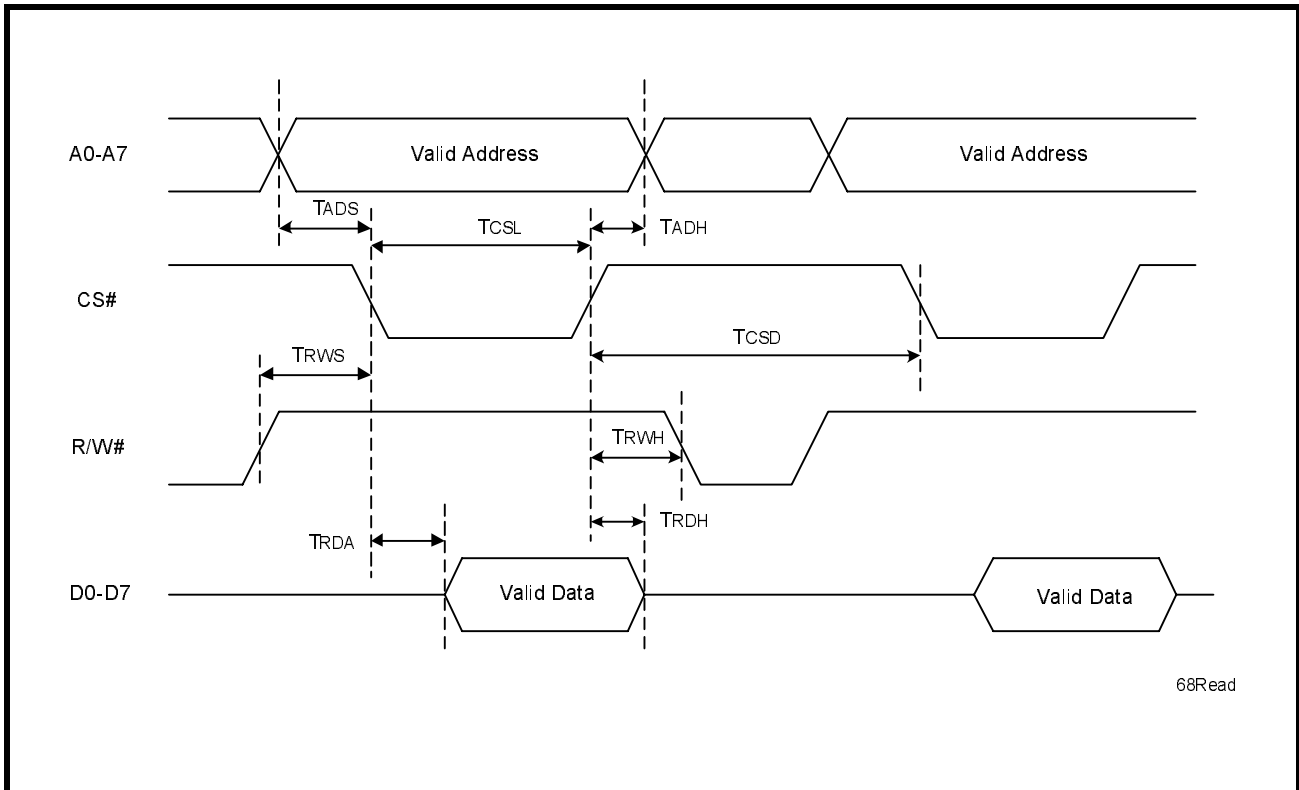 A0-A7
Valid Address
Valid Address
TADS
TCSL
TADH
CS#
TCSD
TRWS
R/W#
TRWH
TRDH
TRDA
D0-D7
Valid Data
Valid Data
68Read